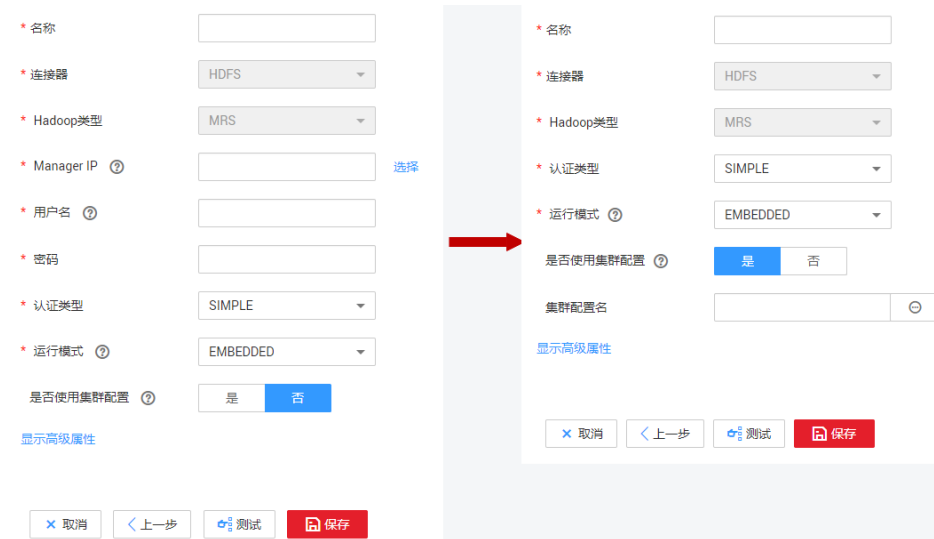 * 名称
* 连接器 HDFS
* Hadoop类型 MRS
* Manager IP ? 选择
* 用户名 ?
* 密码
* 认证类型 SIMPLE
* 运行模式 ? EMBEDDED
是否使用集群配置 ? 是 否
显示高级属性
取消 上一步 测试 保存
* 名称
* 连接器 HDFS
* Hadoop类型 MRS
* 认证类型 SIMPLE
* 运行模式 ? EMBEDDED
是否使用集群配置 ? 是 否
集群配置名
显示高级属性
取消 上一步 测试 保存